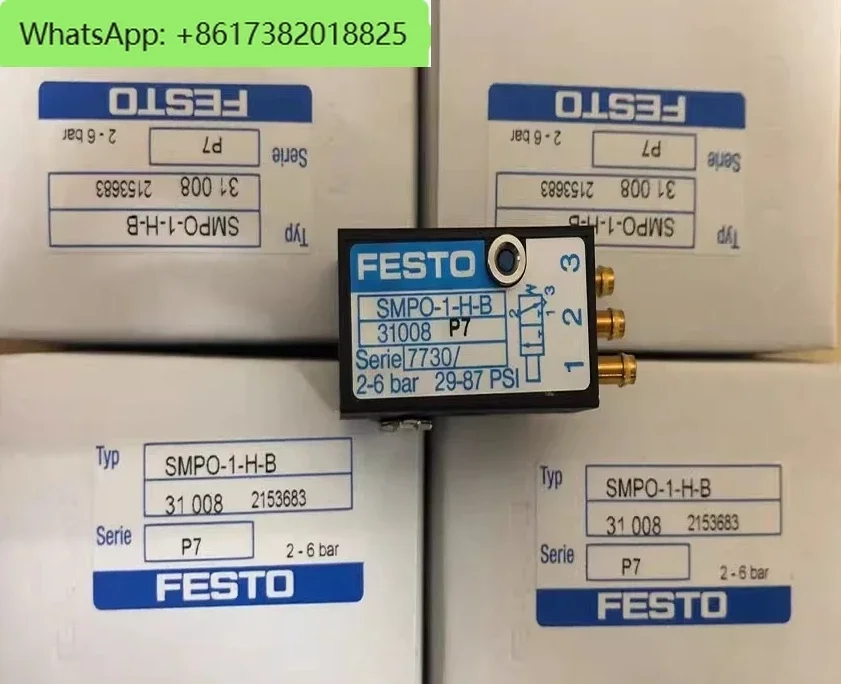 WhatsApp: +8617382018825
FESTO
2-6 bar
P7
Serie
31 008 2153683
SMPO-1-H-B
Typ
FESTO
2-6 bar
P7
Serie
31 008 2153683
SMPO-1-H-B
Typ
FESTO
SMPO-1-H-B
31008 P7
Serie 7730/
2-6 bar 29-87 PSI
3
2
1
2
3
1
Typ
SMPO-1-H-B
31 008 2153683
Serie
P7
2-6 bar
FESTO
Typ
SMPO-1-H-B
31 008 2153683
Serie
P7
2-6 bar
FESTO